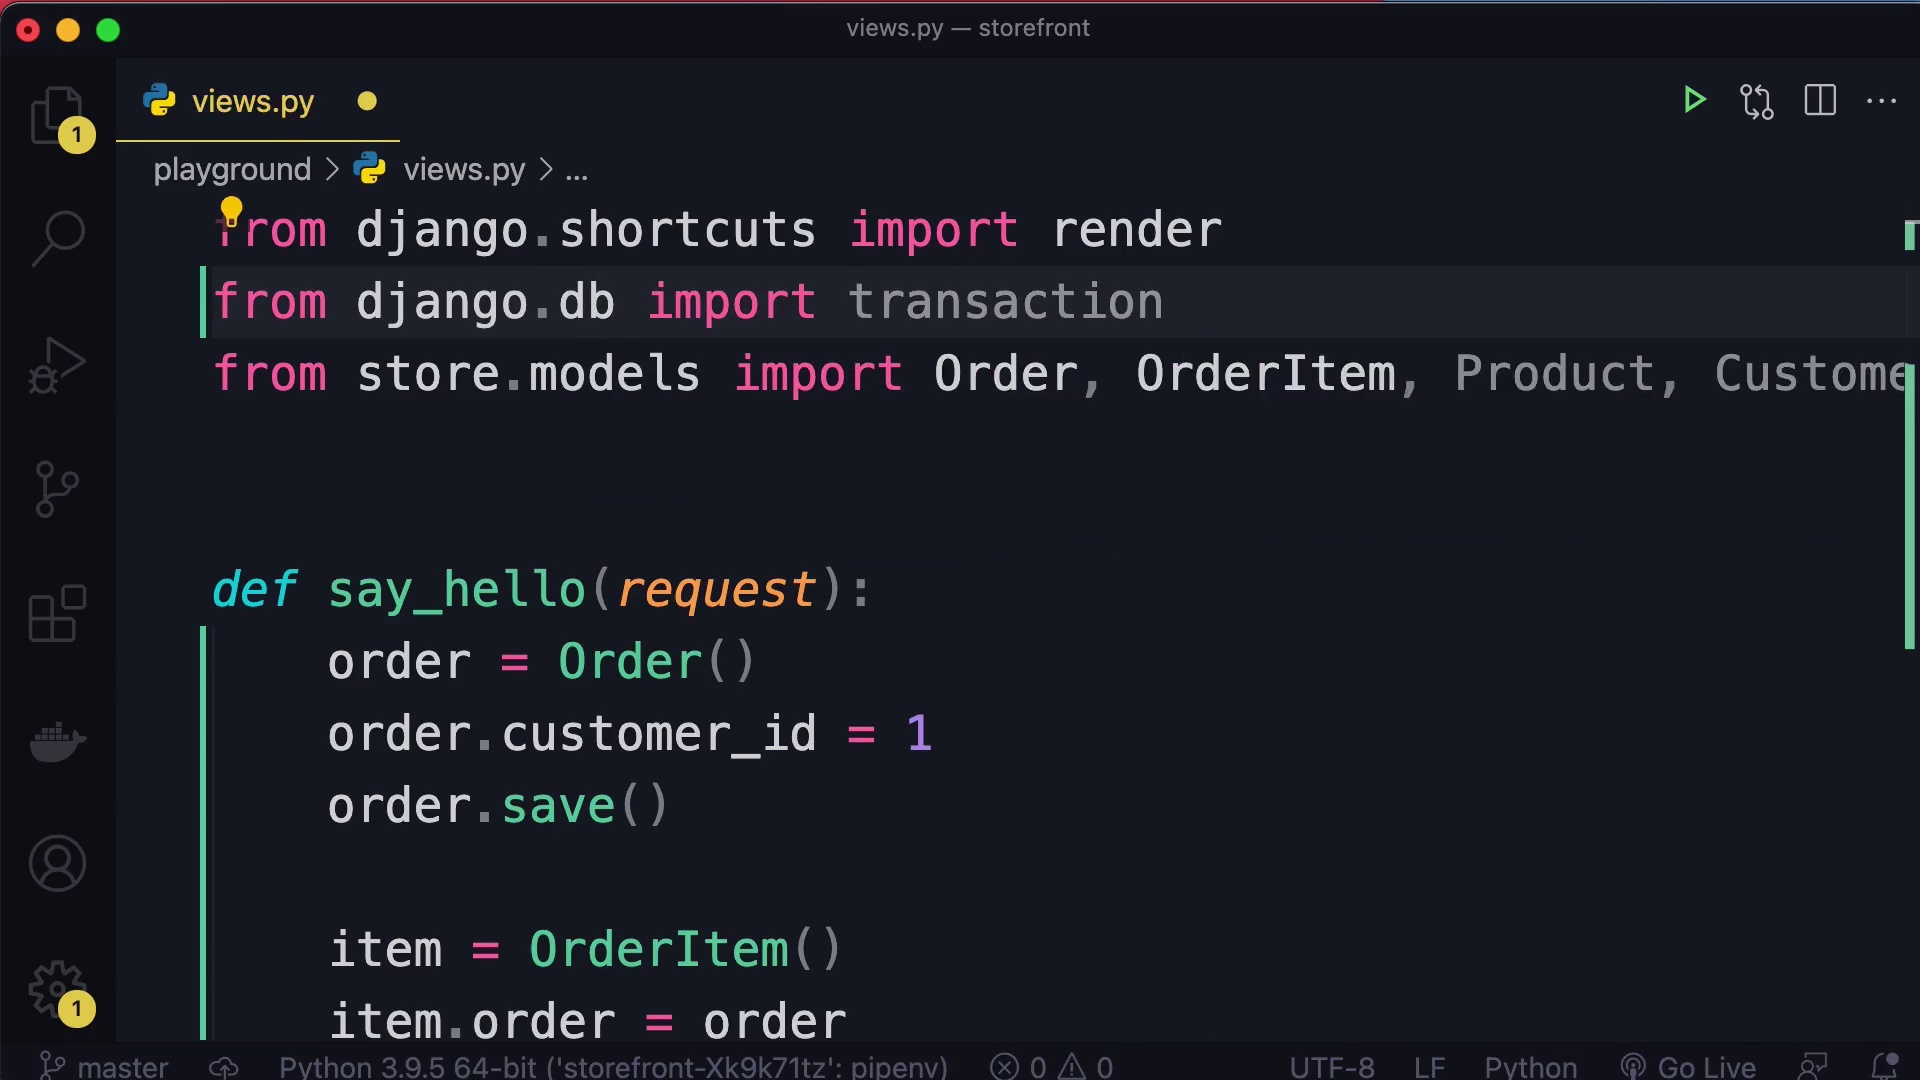 views.py — storefront
views.py
1
playground > views.py > ...
from django.shortcuts import render
from django.db import transaction
from store.models import Order, OrderItem, Product, Custome
def say_hello(request):
order = Order()
order.customer_id = 1
order.save()
item = OrderItem()
item.order = order
1
master Python 3.9.5 64-bit ('storefront-Xk9k71tz': pipenv) 0 0 UTF-8 LF Python Go Live